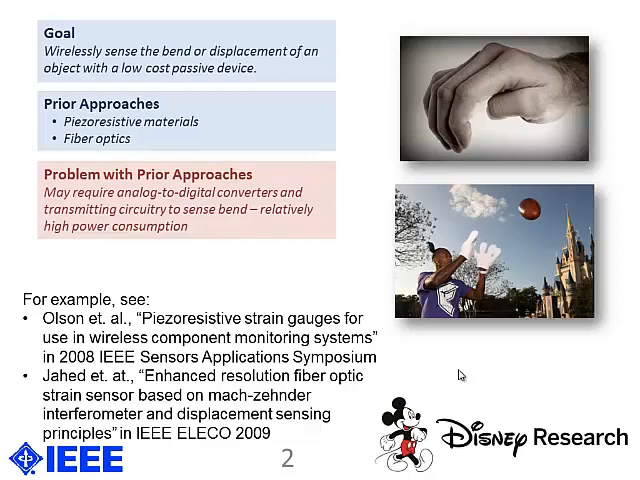 Goal
Wirelessly sense the bend or displacement of an
object with a low cost passive device.
Prior Approaches
• Piezoresistive materials
• Fiber optics
Problem with Prior Approaches
May require analog-to-digital converters and
transmitting circuitry to sense bend – relatively
high power consumption
For example, see:
• Olson et. al., “Piezoresistive strain gauges for
use in wireless component monitoring systems”
in 2008 IEEE Sensors Applications Symposium
• Jahed et. at., “Enhanced resolution fiber optic
strain sensor based on mach-zehnder
interferometer and displacement sensing
principles” in IEEE ELECO 2009
IEEE
2
Disney Research